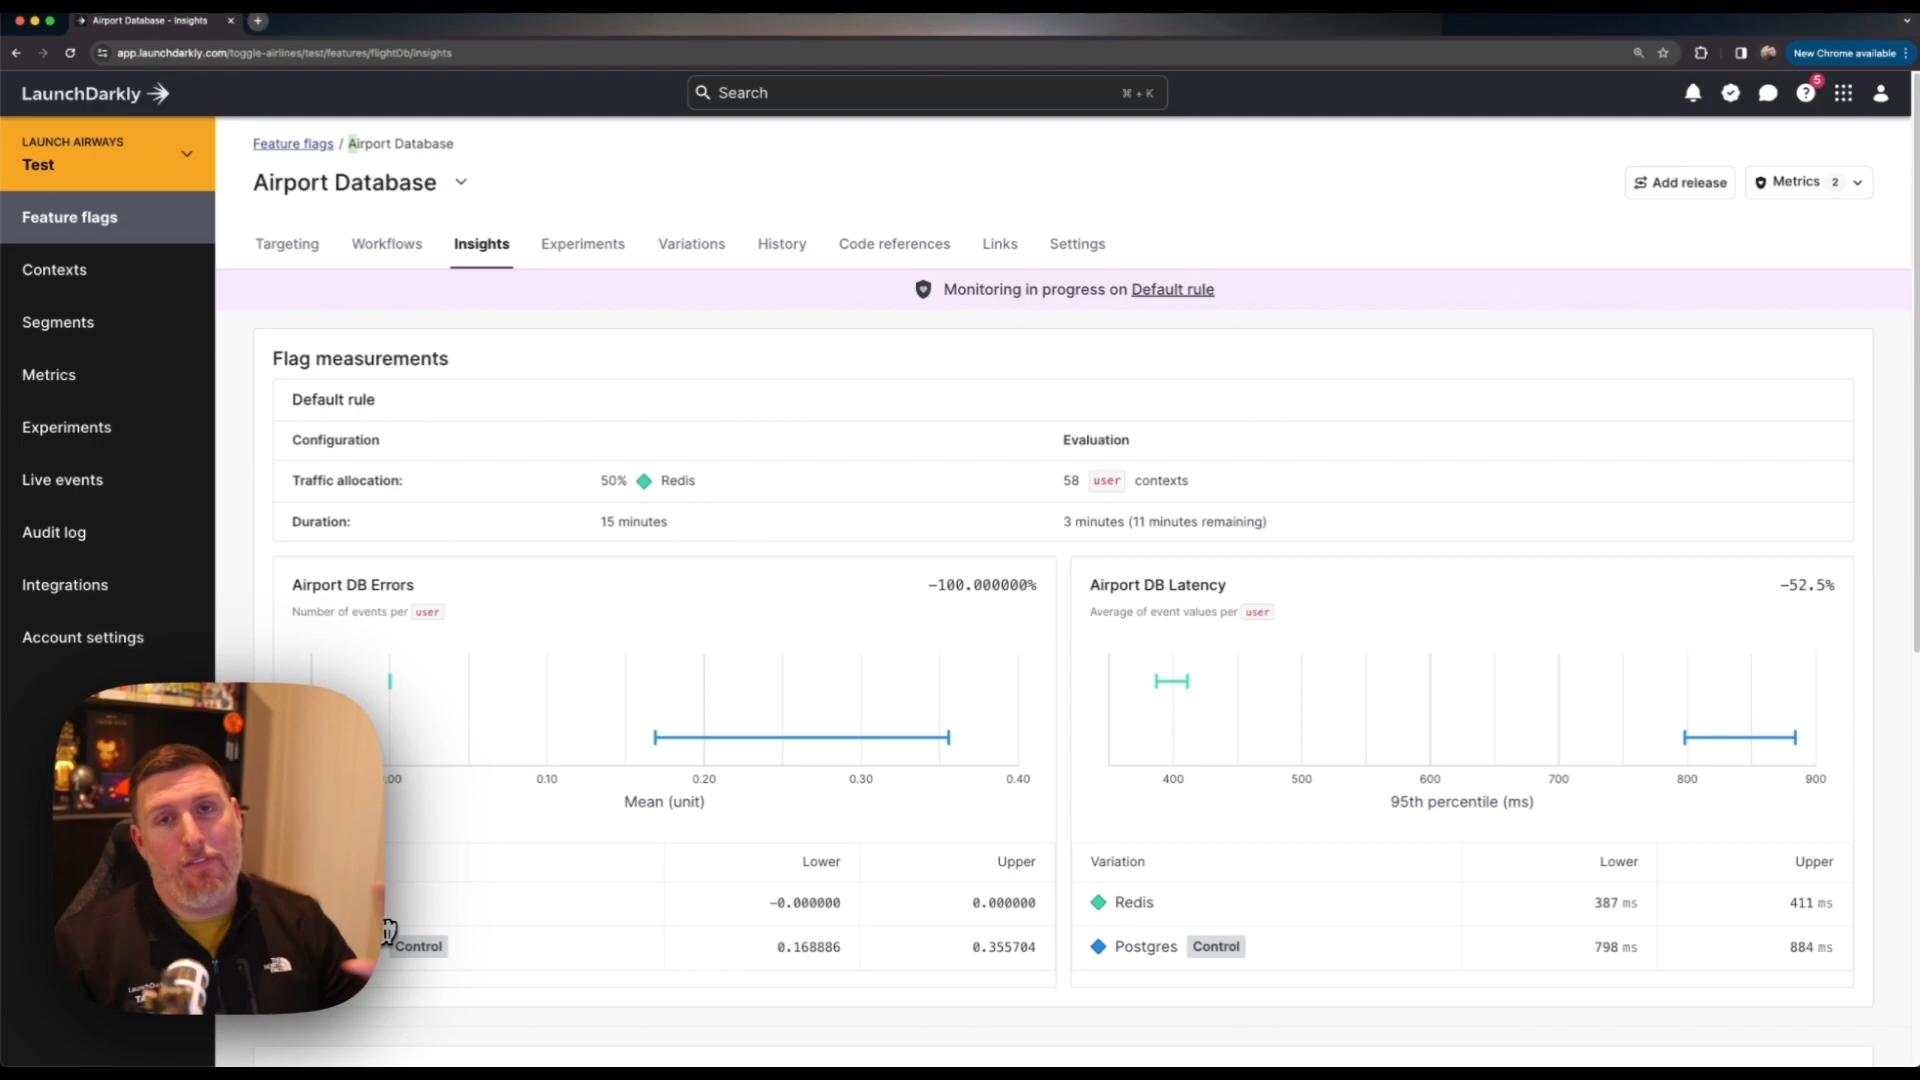 Airport Database - Insights
app.launchdarkly.com/toggle-airlines/test/features/flightDb/insights
New Chrome available
LaunchDarkly
Search
⌘ + K
5
LAUNCH AIRWAYS
Test
Feature flags
Contexts
Segments
Metrics
Experiments
Live events
Audit log
Integrations
Account settings
Feature flags / Airport Database
Airport Database
Add release
Metrics 2
Targeting Workflows Insights Experiments Variations History Code references Links Settings
Monitoring in progress on Default rule
Flag measurements
Default rule
Configuration Evaluation
Traffic allocation: 50% Redis 58 user contexts
Duration: 15 minutes 3 minutes (11 minutes remaining)
Airport DB Errors -100.000000%
Number of events per user
.00 0.10 0.20 0.30 0.40
Mean (unit)
Lower Upper
-0.000000 0.000000
Control 0.168886 0.355704
Airport DB Latency -52.5%
Average of event values per user
400 500 600 700 800 900
95th percentile (ms)
Variation Lower Upper
Redis 387 ms 411 ms
Postgres Control 798 ms 884 ms